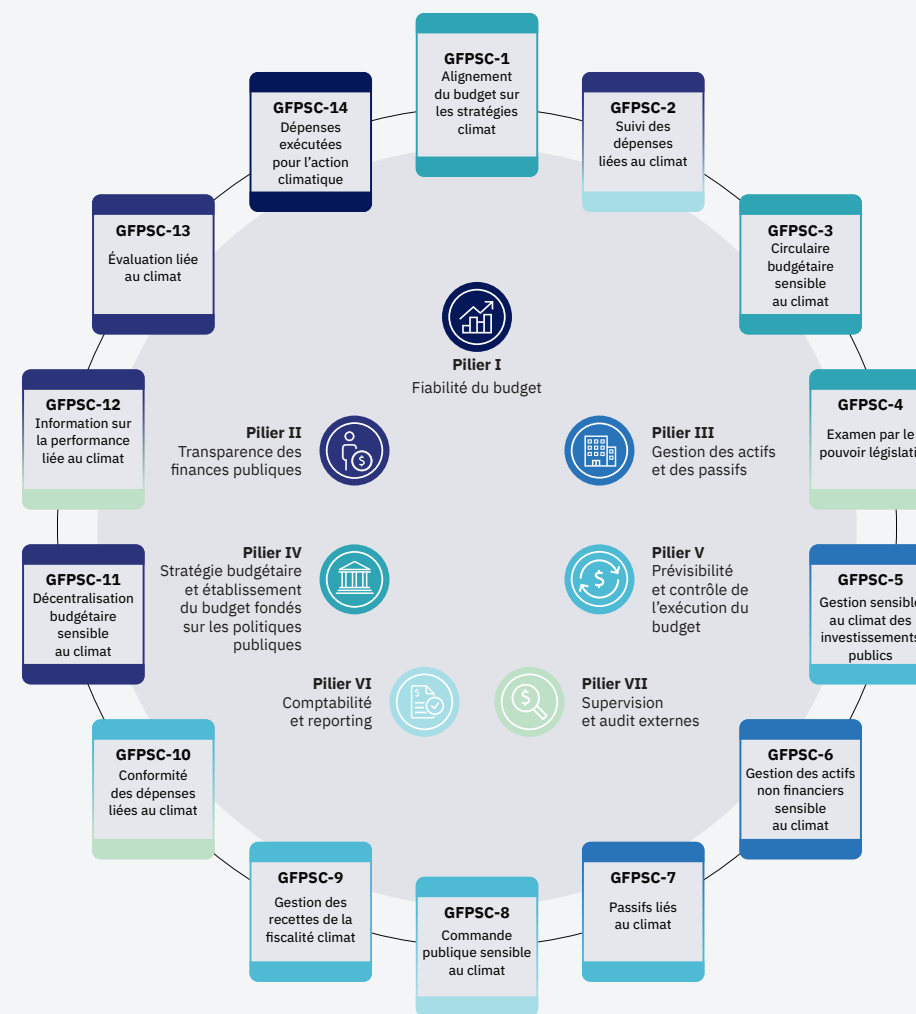 GFPSC-1
Alignement
du budget sur
les stratégies
climat
GFPSC-2
Suivi des
dépenses
liées au climat
GFPSC-3
Circulaire
budgétaire
sensible
au climat
GFPSC-4
Examen par le
pouvoir législati
GFPSC-5
Gestion sensible
au climat des
investissements
publics
GFPSC-6
Gestion des actifs
non financiers
sensible
au climat
GFPSC-7
Passifs liés
au climat
GFPSC-8
Commande
publique sensible
au climat
GFPSC-9
Gestion des
recettes de la
fiscalité climat
GFPSC-10
Conformité
des dépenses
liées au climat
GFPSC-11
Décentralisation
budgétaire
sensible
au climat
GFPSC-12
Information sur
la performance
liée au climat
GFPSC-13
Évaluation liée
au climat
GFPSC-14
Dépenses
exécutées
pour l'action
climatique
Pilier I
Fiabilité du budget
Pilier II
Transparence des
finances publiques
Pilier III
Gestion des actifs
et des passifs
Pilier IV
Stratégie budgétaire
et établissement
du budget fondés
sur les politiques
publiques
Pilier V
Prévisibilité
et contrôle de
l'exécution du
budget
Pilier VI
Comptabilité
et reporting
Pilier VII
Supervision
et audit externes